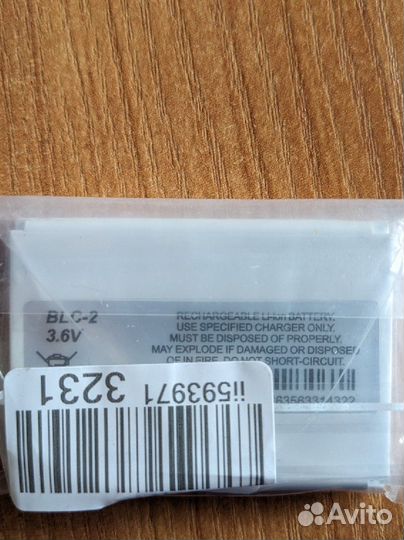 BLC-2
3.6V
RECHARGEABLE Li-ion BATTERY.
USE SPECIFIED CHARGER ONLY.
MUST BE DISPOSED OF PROPERLY.
MAY EXPLODE IF DAMAGED OR DISPOSED
OF IN FIRE. DO NOT SHORT-CIRCUIT.
63563314322
ii593971
3231
Avito